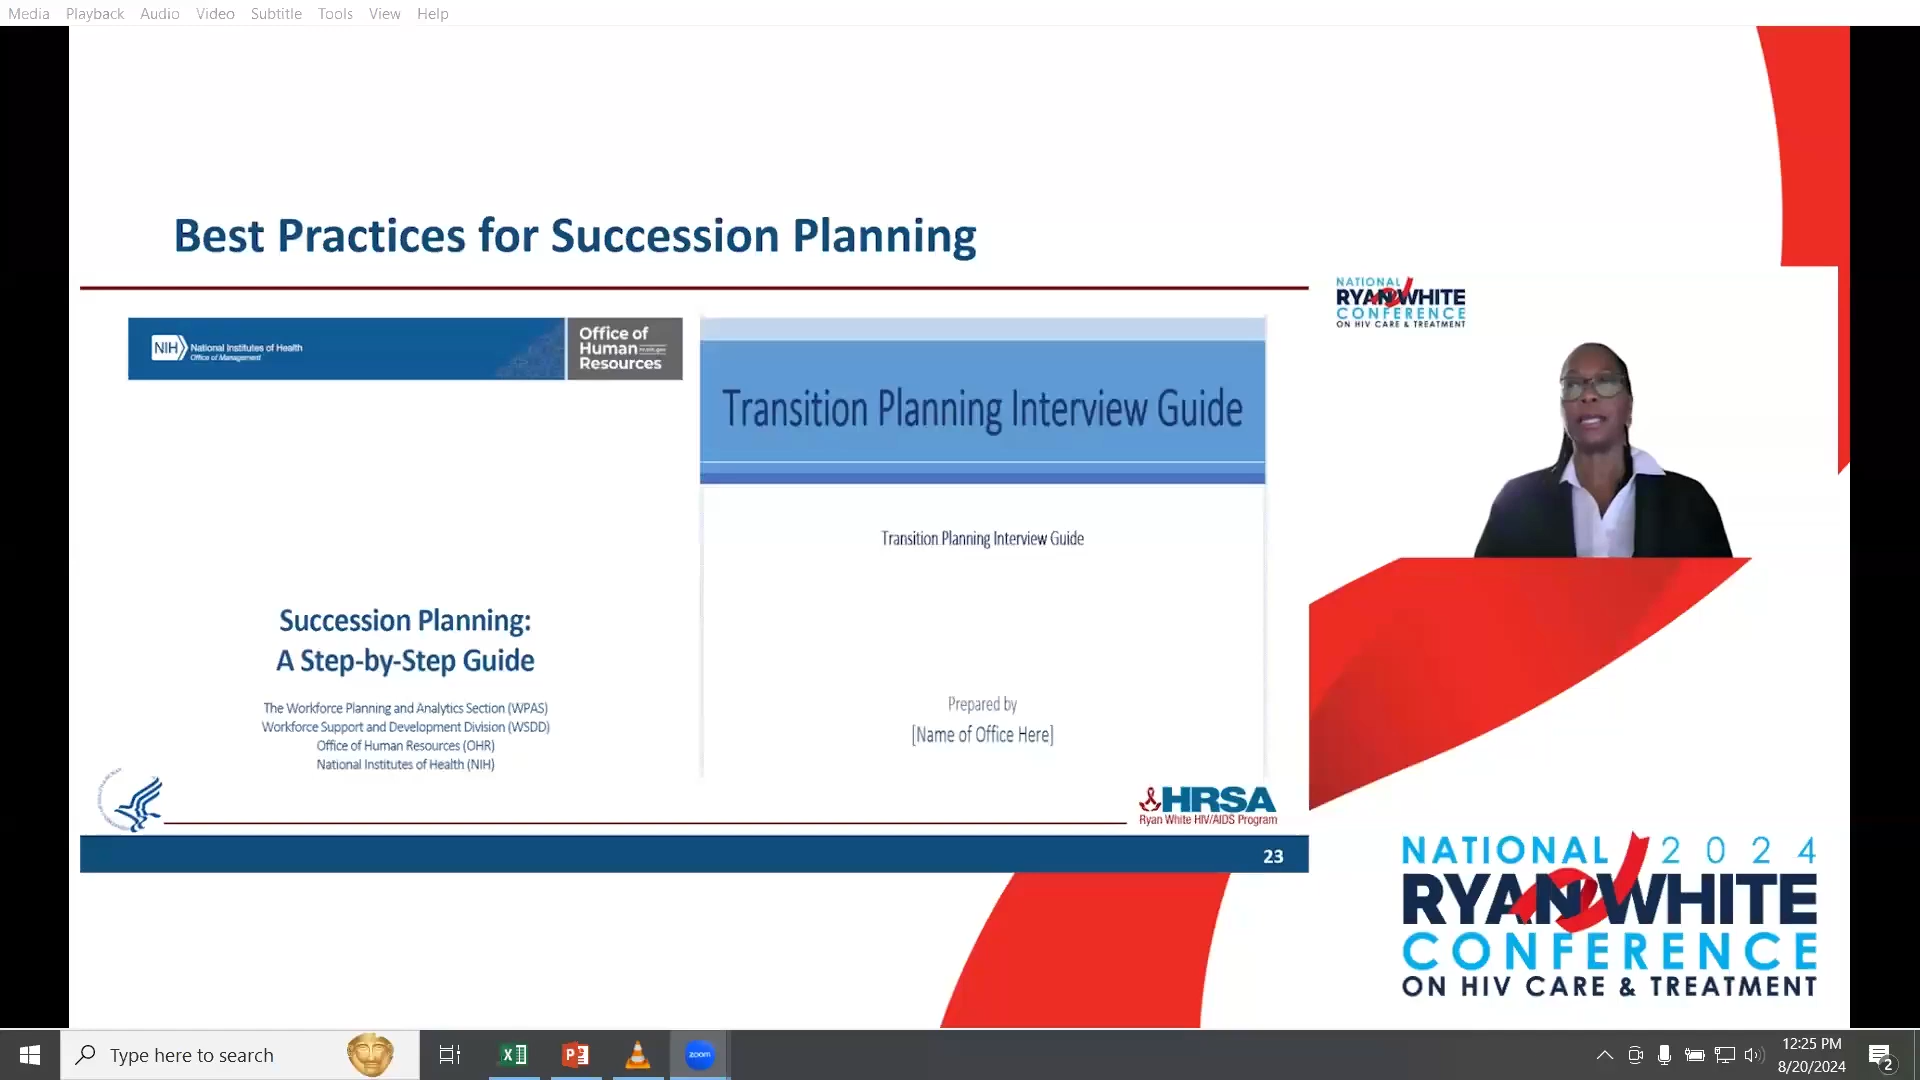 Media Playback Audio Video Subtitle Tools View Help
Best Practices for Succession Planning
NIH National Institutes of Health
Office of Management
Office of
Human
Resources
Succession Planning:
A Step-by-Step Guide
The Workforce Planning and Analytics Section (WPAS)
Workforce Support and Development Division (WSDD)
Office of Human Resources (OHR)
National Institutes of Health (NIH)
Transition Planning Interview Guide
Transition Planning Interview Guide
Prepared by
[Name of Office Here]
HRSA
Ryan White HIV/AIDS Program
23
NATIONAL
RYAN WHITE
CONFERENCE
ON HIV CARE & TREATMENT
NATIONAL 2024
RYAN WHITE
CONFERENCE
ON HIV CARE & TREATMENT
Type here to search
zoom
12:25 PM
8/20/2024
2